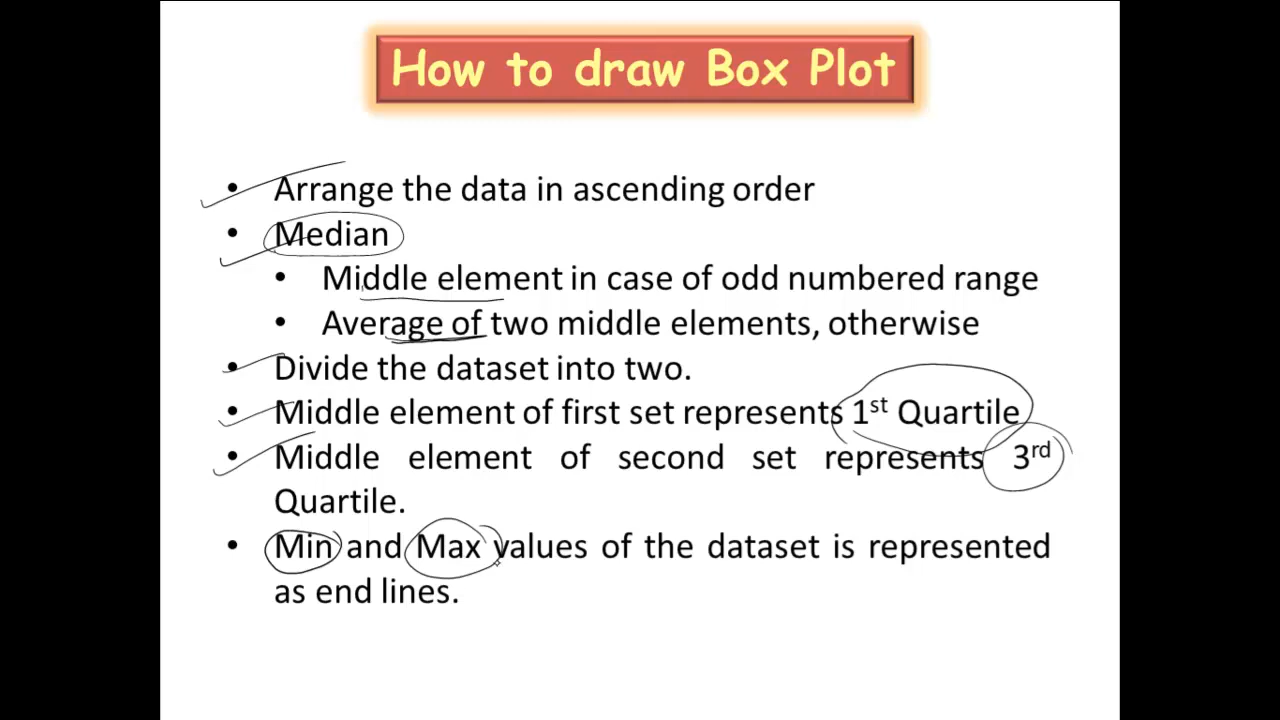 How to draw Box Plot
• Arrange the data in ascending order
• Median
• Middle element in case of odd numbered range
• Average of two middle elements, otherwise
• Divide the dataset into two.
• Middle element of first set represents 1st Quartile
• Middle element of second set represents 3rd
Quartile.
• Min and Max values of the dataset is represented
as end lines.